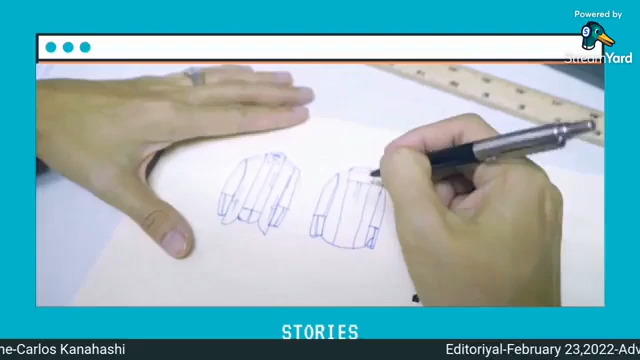 Powered by
StreamYard
STORIES
ne-Carlos Kanahashi
Editoriyal-February 23,2022-Adv